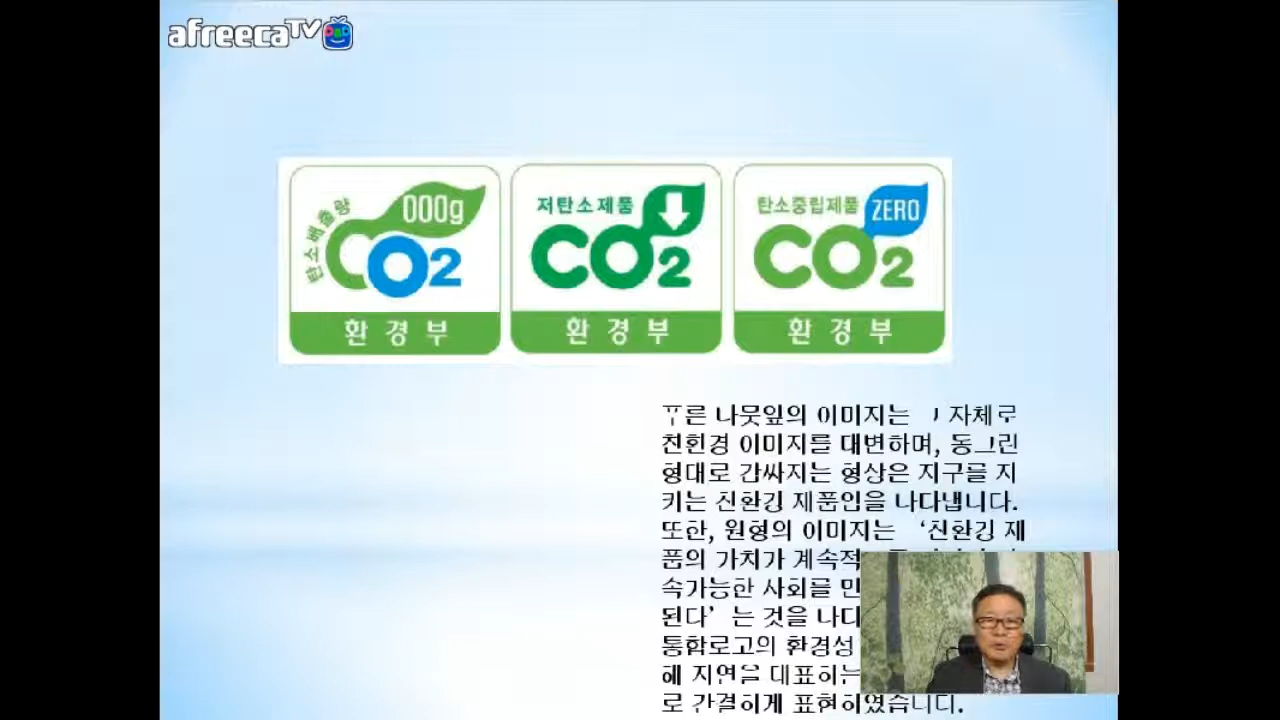 afreecaTV
탄소배출량
000g
CO2
환경부
저탄소제품
CO2
환경부
탄소중립제품
ZERO
CO2
환경부
푸른 나뭇잎의 이미지는 그 자체로
친환경 이미지를 대변하며, 동그란
형태로 감싸지는 형상은 지구를 지
키는 친환경 제품임을 나타냅니다.
또한, 원형의 이미지는 ‘친환경 제
품의 가치가 계속적
속가능한 사회를 만
된다’는 것을 나타
통합로고의 환경성
해 자연을 대표하는
로 간결하게 표현하였습니다.